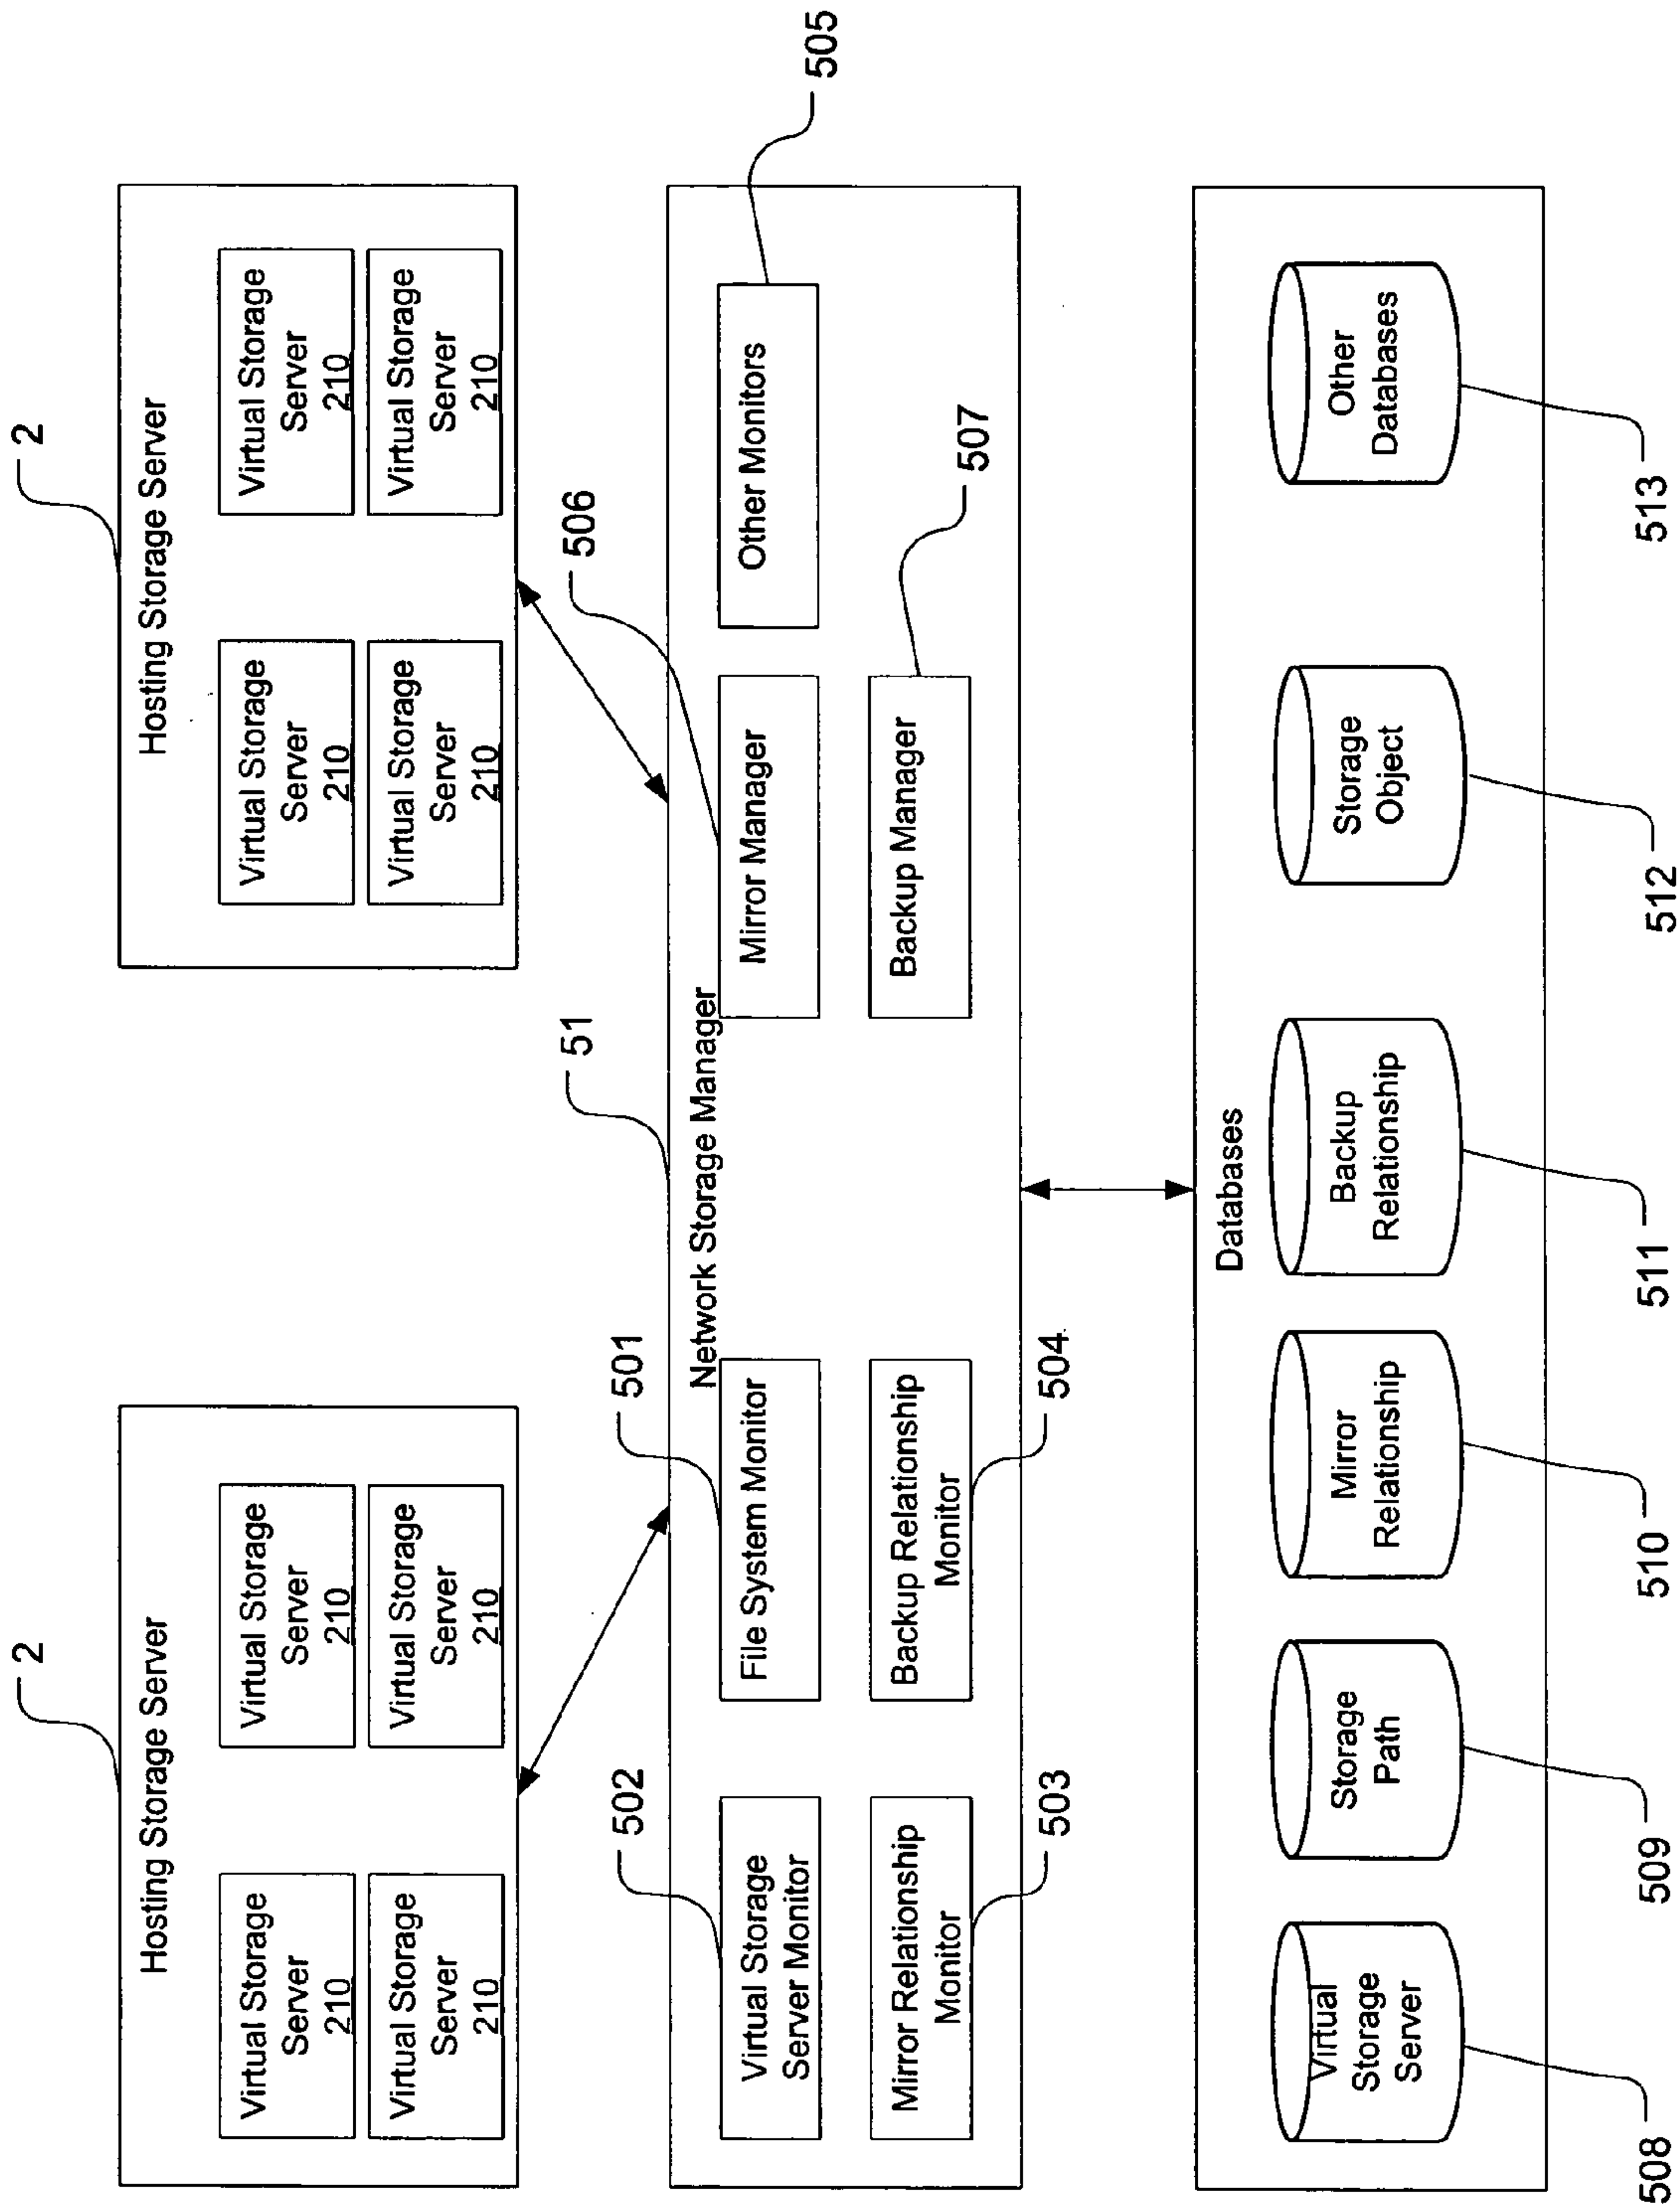 2
2
Hosting Storage Server
Hosting Storage Server
Virtual Storage
Server
210
Virtual Storage
Server
210
Virtual Storage
Server
210
Virtual Storage
Server
210
Virtual Storage
Server
210
Virtual Storage
Server
210
Virtual Storage
Server
210
Virtual Storage
Server
210
502
501
51
506
505
Network Storage Manager
Virtual Storage
Server Monitor
File System Monitor
Mirror Manager
Other Monitors
Mirror Relationship
Monitor
Backup Relationship
Monitor
Backup Manager
503
504
507
Databases
Virtual
Storage
Server
Storage
Path
Mirror
Relationship
Backup
Relationship
Storage
Object
Other
Databases
508
509
510
511
512
513